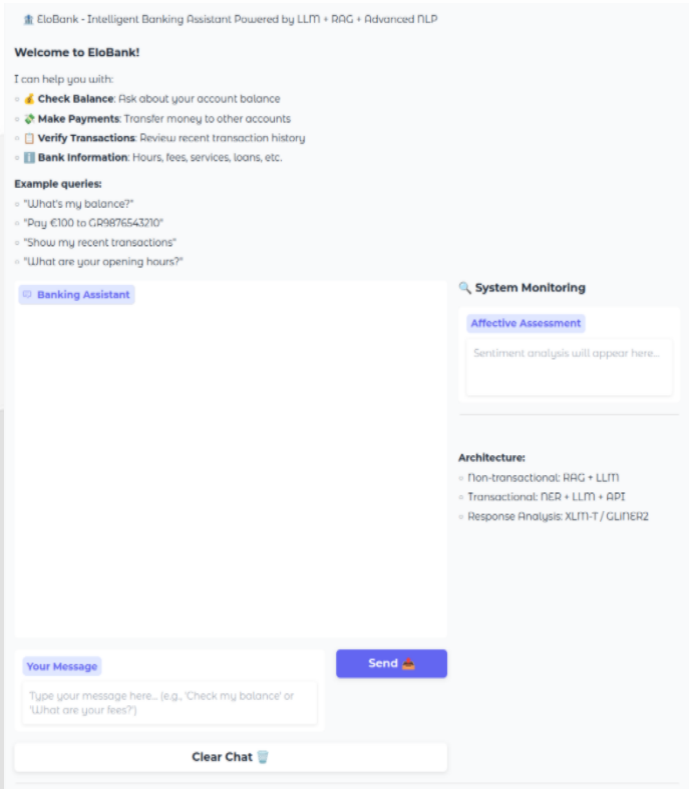 🏦 EloBank - Intelligent Banking Assistant Powered by LLM + RAG + Advanced NLP
Welcome to EloBank!
I can help you with:
💰 Check Balance: Ask about your account balance
💸 Make Payments: Transfer money to other accounts
📋 Verify Transactions: Review recent transaction history
ℹ️ Bank Information: Hours, fees, services, loans, etc.
Example queries:
"What's my balance?"
"Pay €100 to GR9876543210"
"Show my recent transactions"
"What are your opening hours?"
Banking Assistant
🔍 System Monitoring
Affective Assessment
Sentiment analysis will appear here...
Architecture:
Non-transactional: RAG + LLM
Transactional: NER + LLM + API
Response Analysis: XLM-T / GLiNER2
Your Message
Type your message here... (e.g., 'Check my balance' or
'What are your fees?')
Send 📤
Clear Chat 🗑️